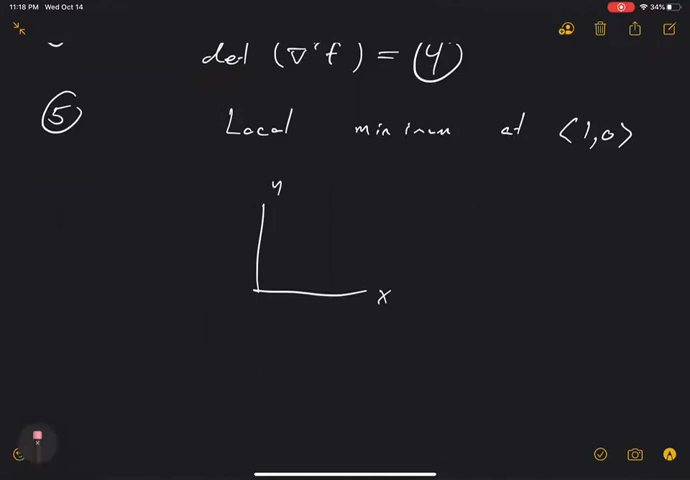 11:18 PM Wed Oct 14
34%
det (∇²f) = 4
5
Local minimum at <1,0>
y
x